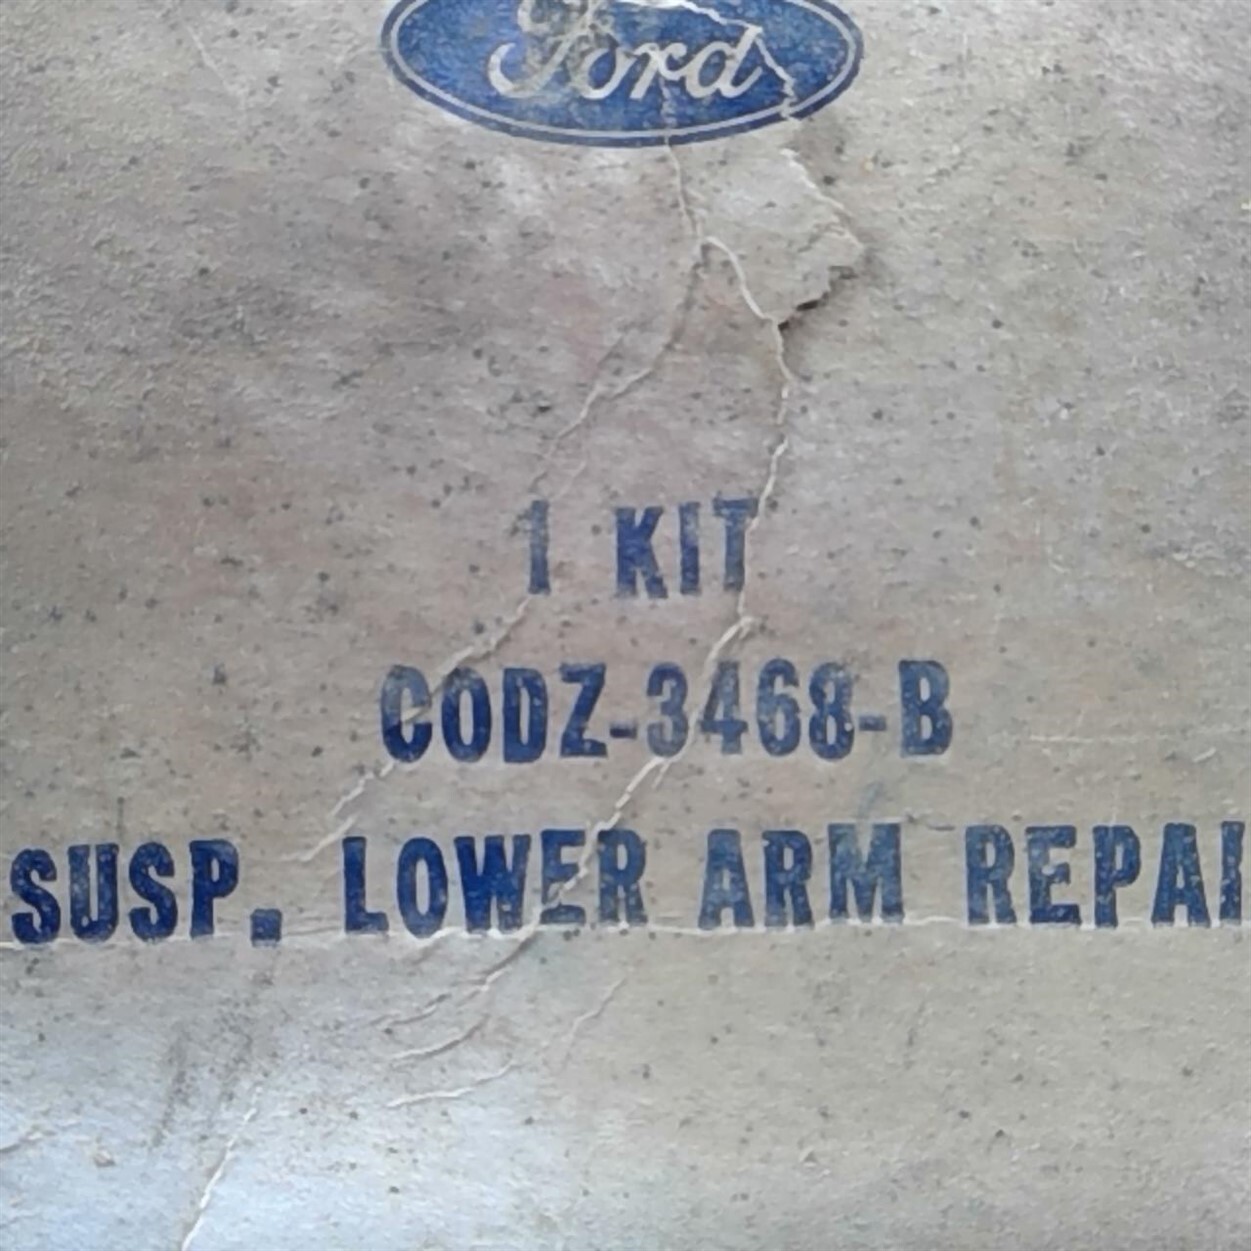 Ford
1 KIT
CODZ-3468-B
SUSP. LOWER ARM REPAI